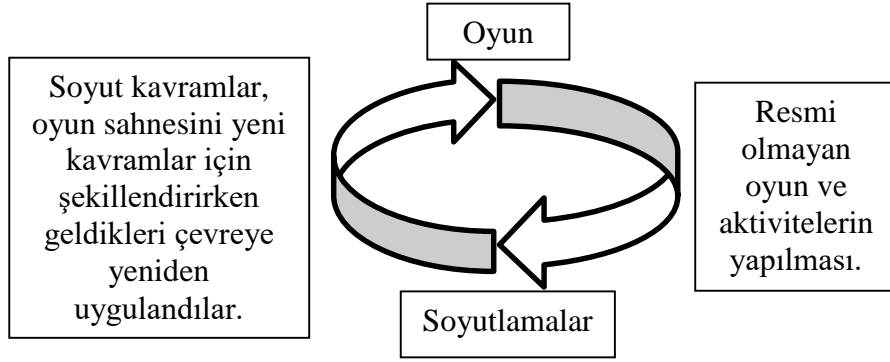 Oyun
Soyut kavramlar,
oyun sahnesini yeni
kavramlar için
şekillendirirken
geldikleri çevreye
yeniden
uygulandılar.
Resmi
olmayan
oyun ve
aktivitelerin
yapılması.
Soyutlamalar